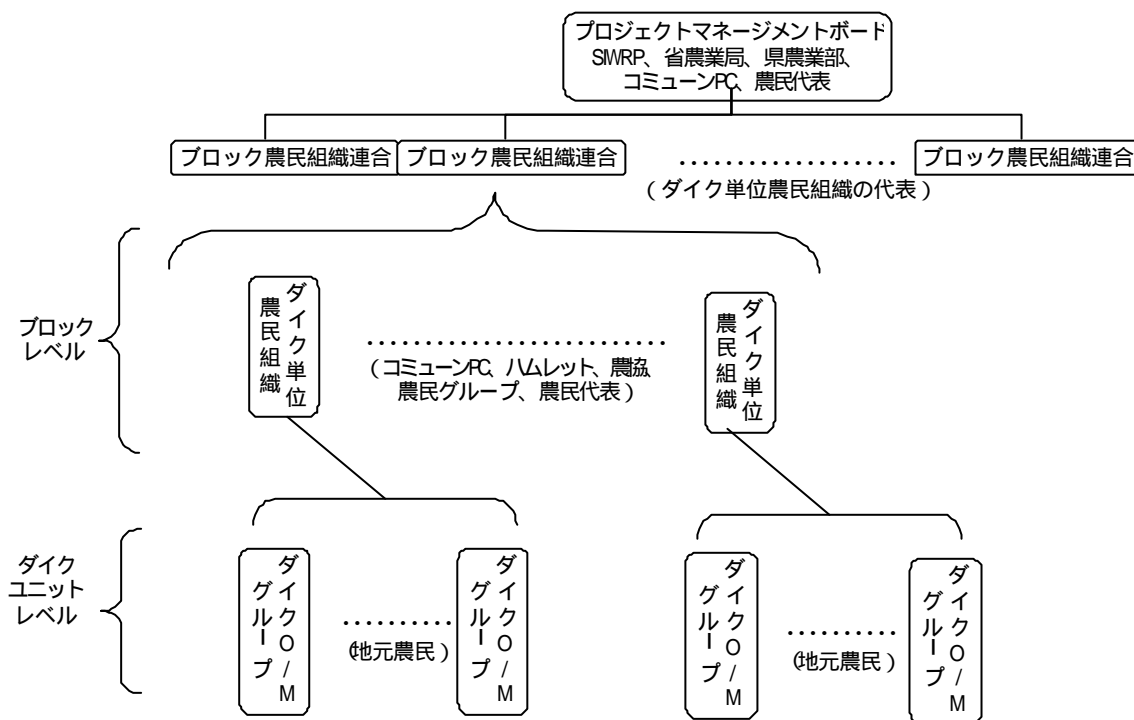 プロジェクトマネージメントボード
SIWRP、省農業局、県農業部、
コミューンPC、農民代表
ブロック農民組織連合
ブロック農民組織連合
ブロック農民組織連合
....................
(ダイク単位農民組織の代表)
ブロック
レベル
ダイク単位
農民組織
...........................
(コミューンPC、ハムレット、農協
農民グループ、農民代表)
ダイク単位
農民組織
ダイク
ユニット
レベル
ダイクO/M
グループ
..........
(地元農民)
ダイクO/M
グループ
ダイクO/M
グループ
..........
(地元農民)
ダイクO/M
グループ